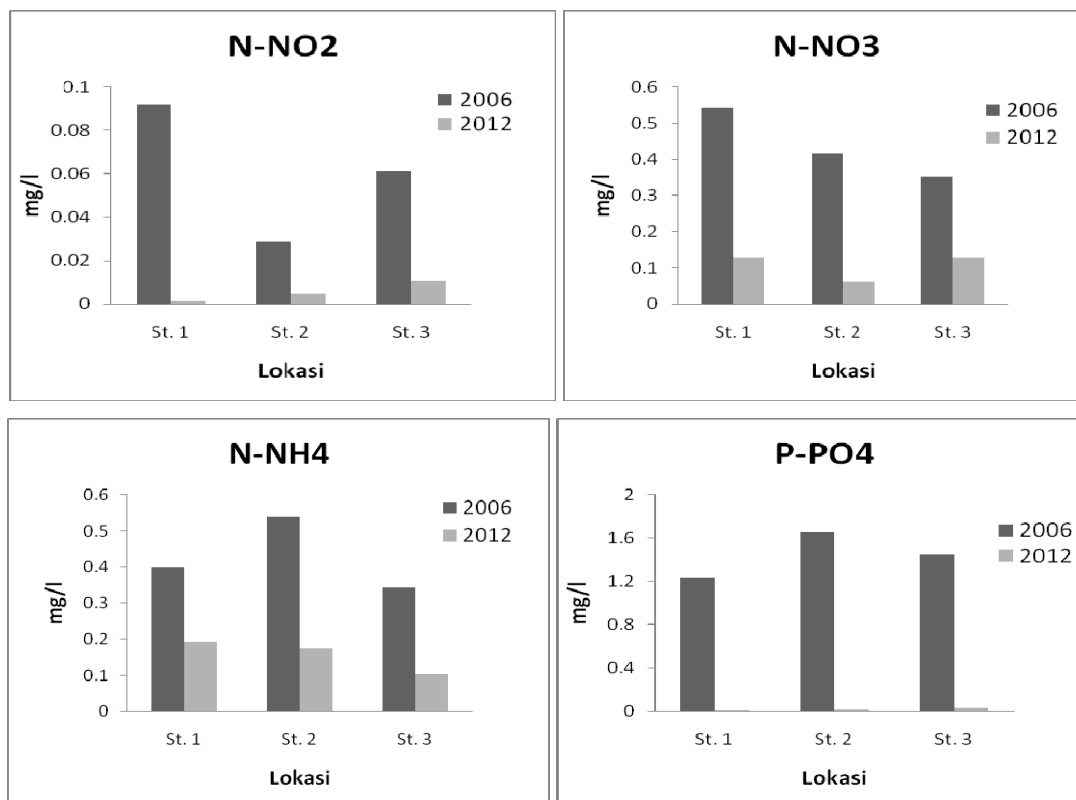 N-NO2
0.1
0.08
0.06
0.04
0.02
0
mg/l
2006
2012
St. 1 St. 2 St. 3
Lokasi
N-NO3
0.6
0.5
0.4
0.3
0.2
0.1
0
mg/l
2006
2012
St. 1 St. 2 St. 3
Lokasi
N-NH4
0.6
0.5
0.4
0.3
0.2
0.1
0
mg/l
2006
2012
St. 1 St. 2 St. 3
Lokasi
P-PO4
2
1.6
1.2
0.8
0.4
0
mg/l
2006
2012
St. 1 St. 2 St. 3
Lokasi